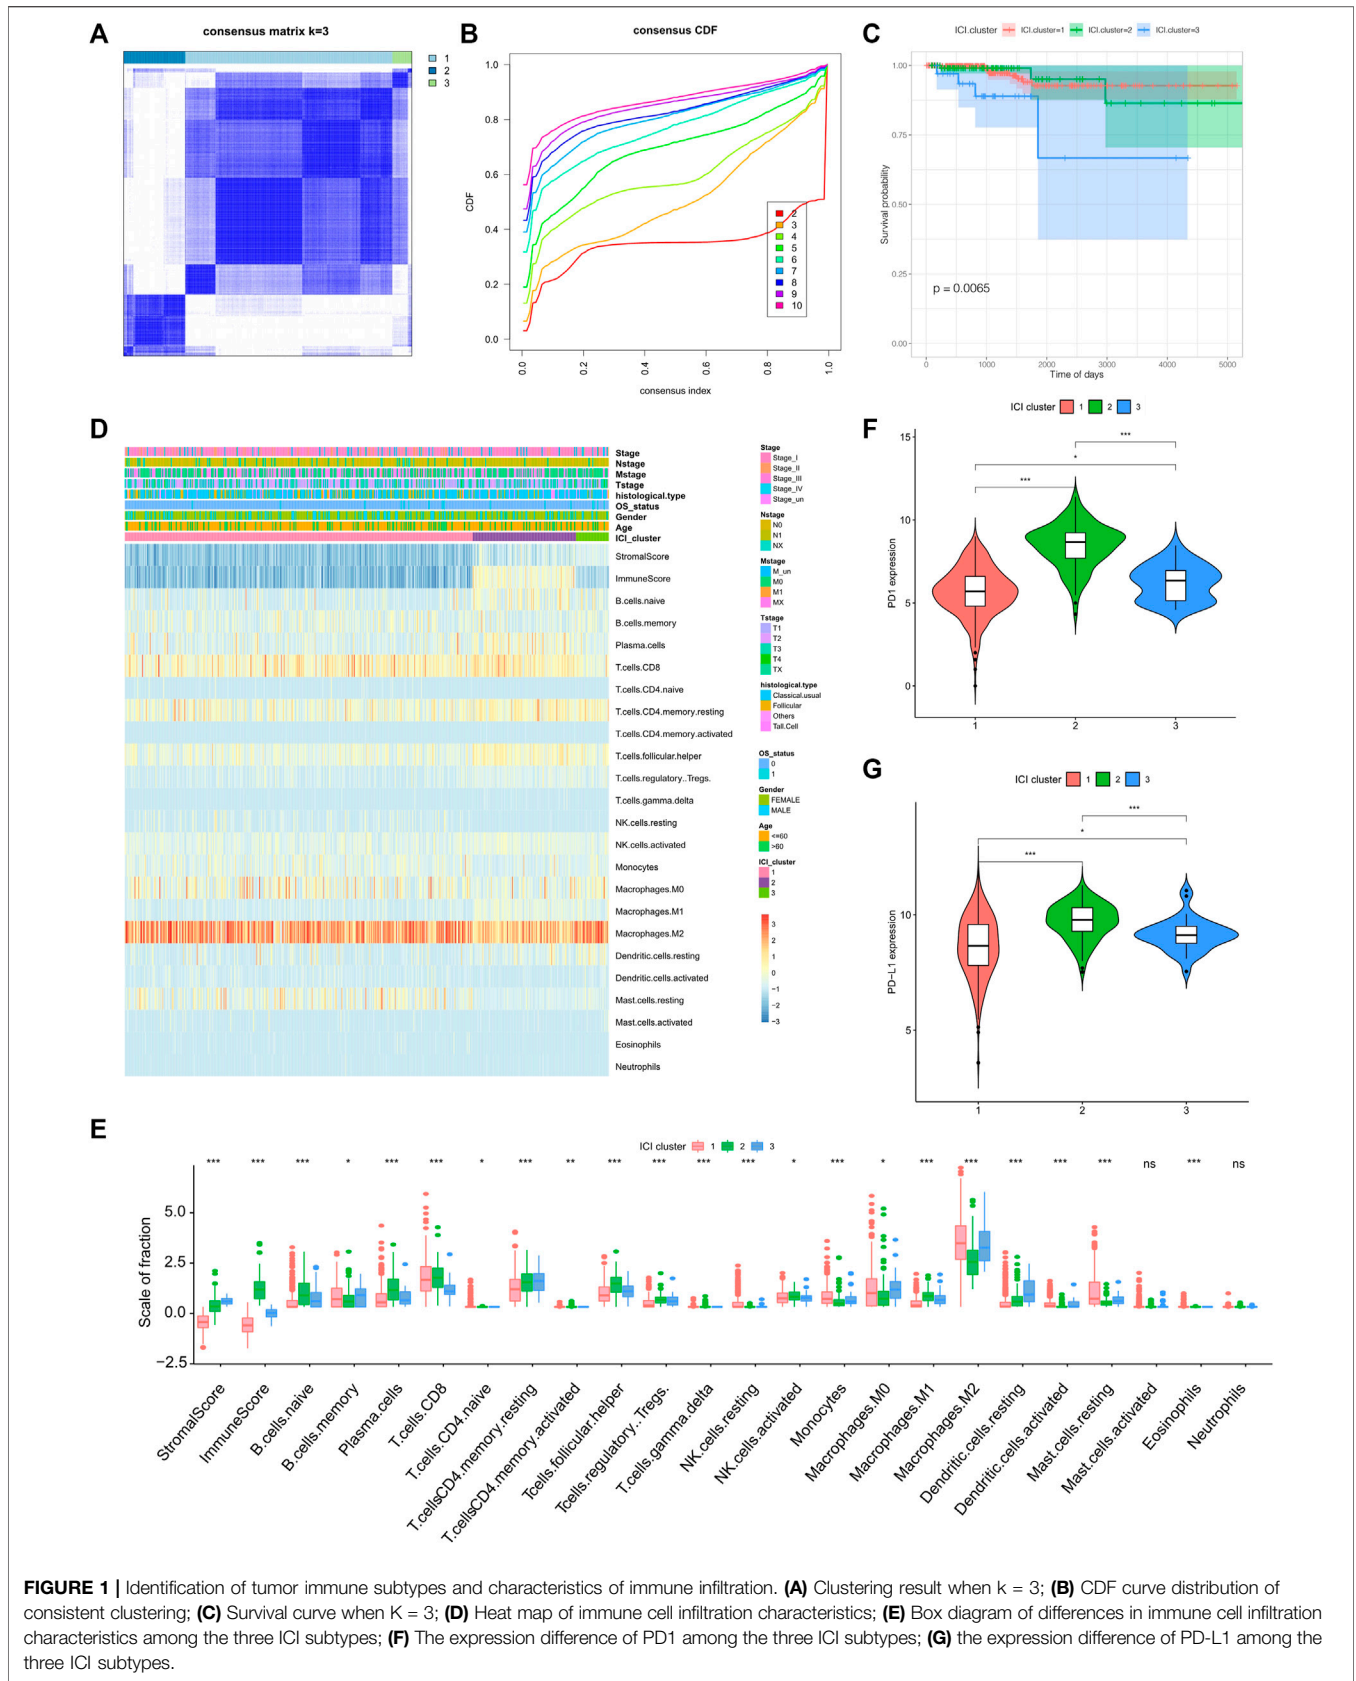 A
consensus matrix k=3
1
2
3
B
consensus CDF
CDF
1.0
0.8
0.6
0.4
0.2
0.0
2
3
4
5
6
7
8
9
10
0.0
0.2
0.4
0.6
0.8
1.0
consensus index
C
ICI.cluster
ICI.cluster=1
ICI.cluster=2
ICI.cluster=3
Survival probability
1.00
0.75
0.50
0.25
0.00
p = 0.0065
0
1000
2000
3000
4000
5000
Time of days
D
Stage
Nstage
Mstage
Tstage
histological.type
OS_status
Gender
Age
ICI_cluster
StromalScore
ImmuneScore
B.cells.naive
B.cells.memory
Plasma.cells
T.cells.CD8
T.cells.CD4.naive
T.cells.CD4.memory.resting
T.cells.CD4.memory.activated
T.cells.follicular.helper
T.cells.regulatory..Tregs.
T.cells.gamma.delta
NK.cells.resting
NK.cells.activated
Monocytes
Macrophages.M0
Macrophages.M1
Macrophages.M2
Dendritic.cells.resting
Dendritic.cells.activated
Mast.cells.resting
Mast.cells.activated
Eosinophils
Neutrophils
Stage
Stage_I
Stage_II
Stage_III
Stage_IV
Stage_un
Nstage
N0
N1
NX
Mstage
M_un
M0
M1
MX
Tstage
T1
T2
T3
T4
TX
histological.type
Classical.usual
Follicular
Others
Tall.Cell
OS_status
0
1
Gender
FEMALE
MALE
Age
<=60
>60
ICI_cluster
1
2
3
3
2
1
0
−1
−2
−3
F
ICI cluster 1 2 3
PD1 expression
15
10
5
0
***
*
***
1
2
3
G
ICI cluster 1 2 3
PD−L1 expression
10
5
***
*
***
1
2
3
E
ICI cluster 1 2 3
*** *** *** * *** *** * *** ** *** *** *** *** * *** * *** *** *** *** *** ns *** ns
Scale of fraction
5.0
2.5
0.0
−2.5
StromalScore
ImmuneScore
B.cells.naive
B.cells.memory
Plasma.cells
T.cells.CD8
T.cells.CD4.naive
T.cellsCD4.memory.resting
T.cellsCD4.memory.activated
Tcells.follicular.helper
Tcells.regulatory.. Tregs.
T.cells.gamma.delta
NK.cells.resting
NK.cells.activated
Monocytes
Macrophages.M0
Macrophages.M1
Macrophages.M2
Dendritic.cells.resting
Dendritic.cells.activated
Mast.cells.resting
Mast.cells.activated
Eosinophils
Neutrophils
FIGURE 1 | Identification of tumor immune subtypes and characteristics of immune infiltration. (A) Clustering result when k = 3; (B) CDF curve distribution of
consistent clustering; (C) Survival curve when K = 3; (D) Heat map of immune cell infiltration characteristics; (E) Box diagram of differences in immune cell infiltration
characteristics among the three ICI subtypes; (F) The expression difference of PD1 among the three ICI subtypes; (G) the expression difference of PD-L1 among the
three ICI subtypes.